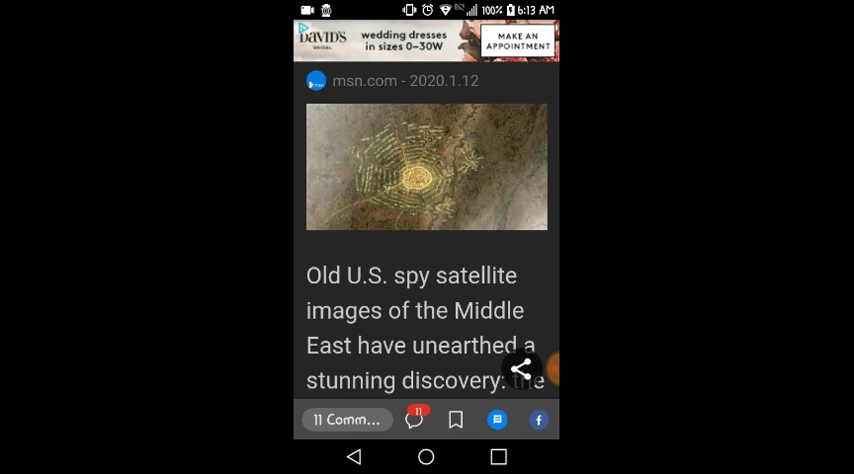 100% 6:13 AM
DAVID'S
BRIDAL
wedding dresses
in sizes 0–30W
MAKE AN
APPOINTMENT
msn.com - 2020.1.12
Old U.S. spy satellite
images of the Middle
East have unearthed a
stunning discovery: the
11 Comm...
11